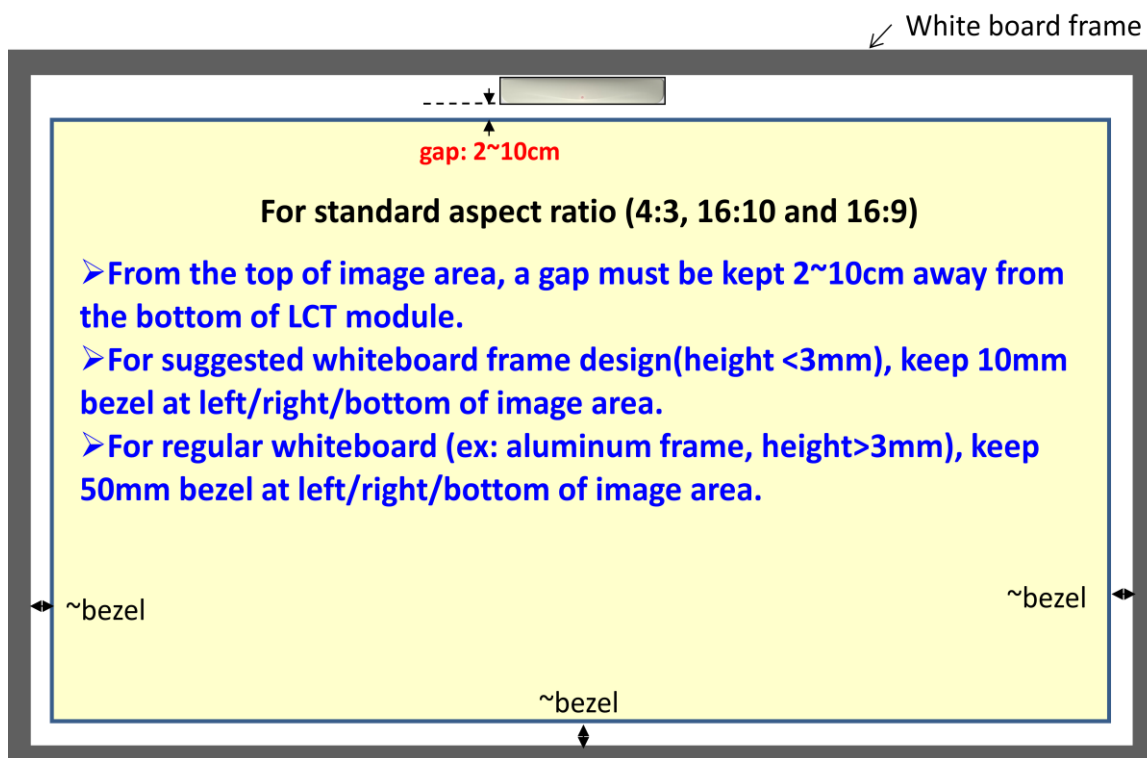 White board frame
gap: 2~10cm
For standard aspect ratio (4:3, 16:10 and 16:9)
➢From the top of image area, a gap must be kept 2~10cm away from
the bottom of LCT module.
➢For suggested whiteboard frame design(height <3mm), keep 10mm
bezel at left/right/bottom of image area.
➢For regular whiteboard (ex: aluminum frame, height>3mm), keep
50mm bezel at left/right/bottom of image area.
~bezel
~bezel
~bezel